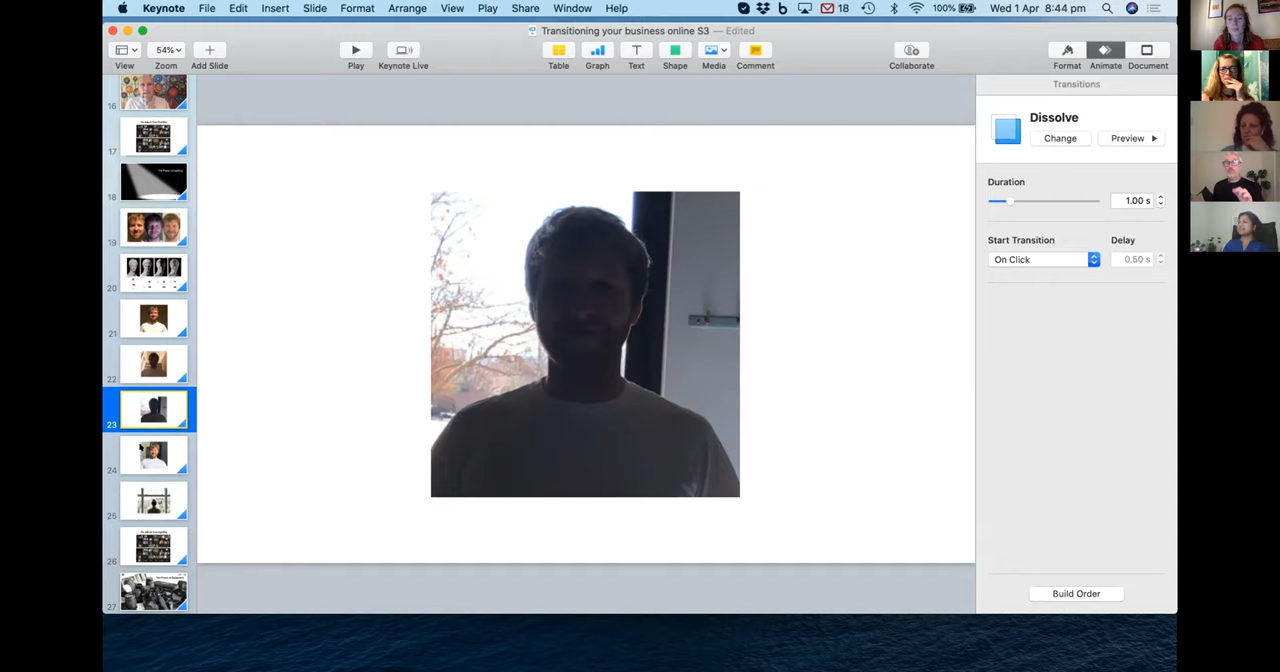 Keynote File Edit Insert Slide Format Arrange View Play Share Window Help 18 100% Wed 1 Apr 8:44 pm
Transitioning your business online S3 — Edited
54%
View Zoom Add Slide Play Keynote Live Table Graph Text Shape Media Comment Collaborate Format Animate Document
Transitions
Dissolve
Change Preview
Duration
1.00 s
Start Transition Delay
On Click 0.50 s
Build Order
16
17
18
19
20
21
22
23
24
25
26
27